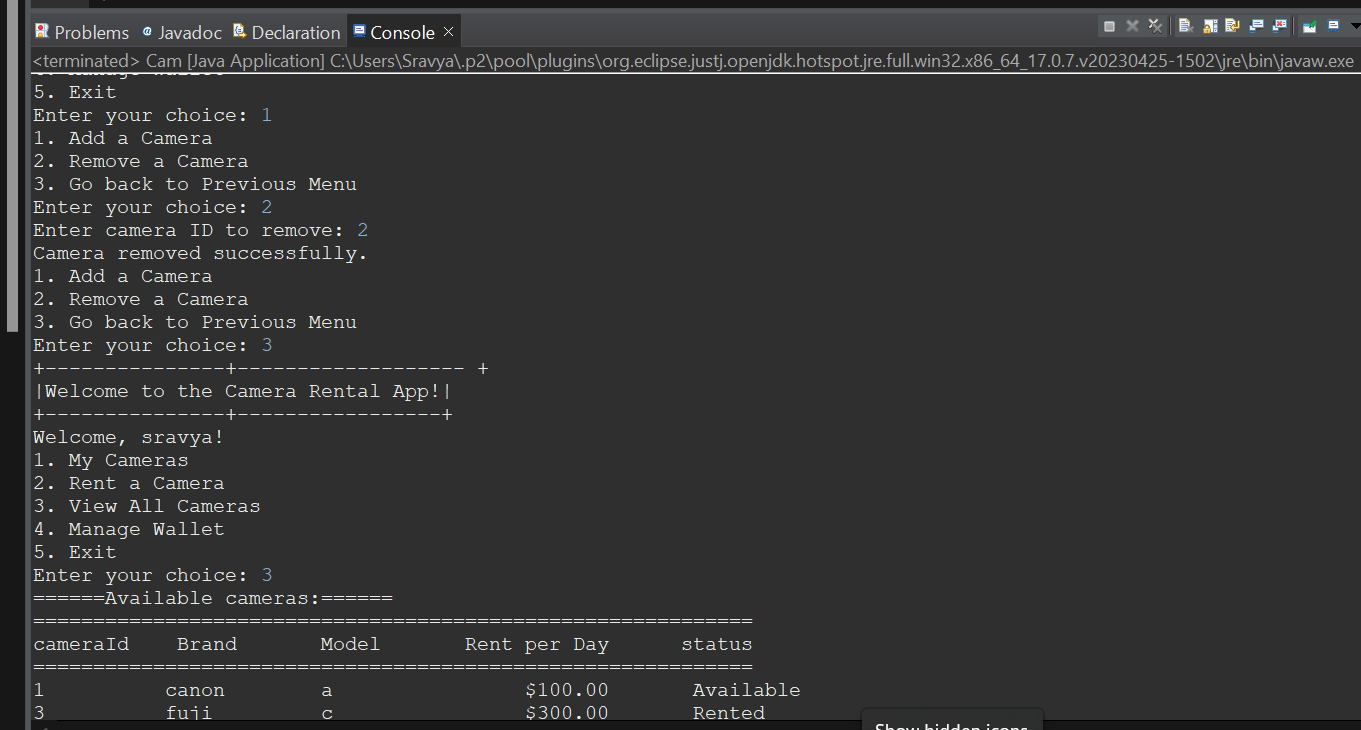 Problems Javadoc Declaration Console
<terminated> Cam [Java Application] C:\Users\Sravya\.p2\pool\plugins\org.eclipse.justj.openjdk.hotspot.jre.full.win32.x86_64_17.0.7.v20230425-1502\jre\bin\javaw.exe
5. Exit
Enter your choice: 1
1. Add a Camera
2. Remove a Camera
3. Go back to Previous Menu
Enter your choice: 2
Enter camera ID to remove: 2
Camera removed successfully.
1. Add a Camera
2. Remove a Camera
3. Go back to Previous Menu
Enter your choice: 3
+---------------+------------------- +
|Welcome to the Camera Rental App!|
+---------------+-----------------+
Welcome, sravya!
1. My Cameras
2. Rent a Camera
3. View All Cameras
4. Manage Wallet
5. Exit
Enter your choice: 3
======Available cameras:======
============================================================
cameraId    Brand       Model       Rent per Day      status
============================================================
1          canon        a                $100.00       Available
3          fuji         c                $300.00       Rented
Show hidden icons